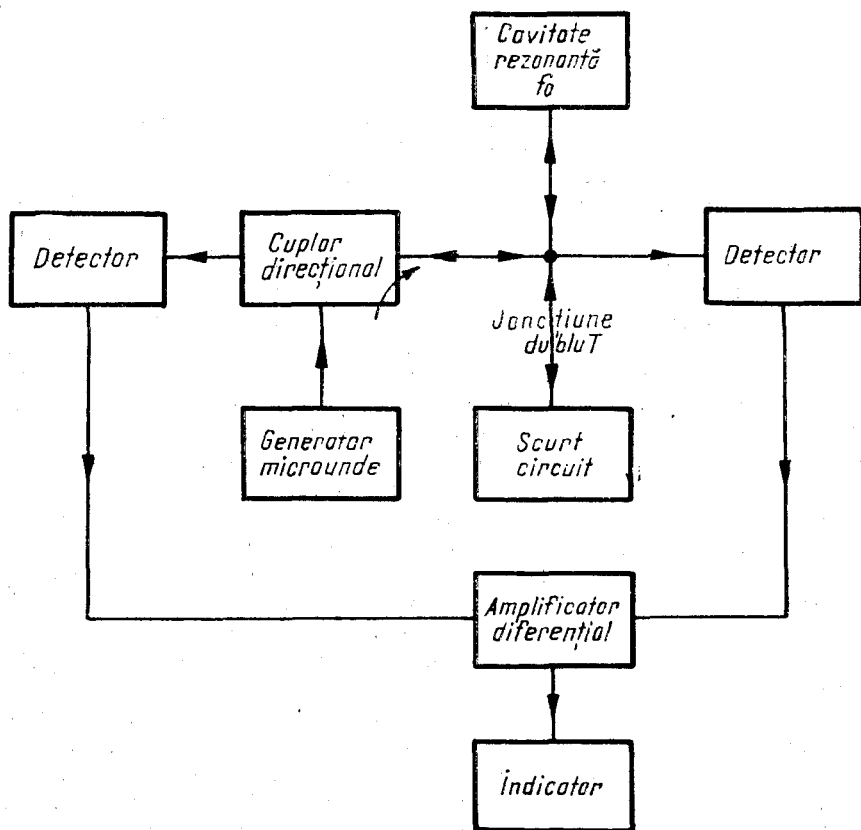 Cavitate
rezonantă
f0
Detector
Cuplor
direcțional
Detector
Joncțiune
dublu T
Generator
microunde
Scurt
circuit
Amplificator
diferențial
Indicator